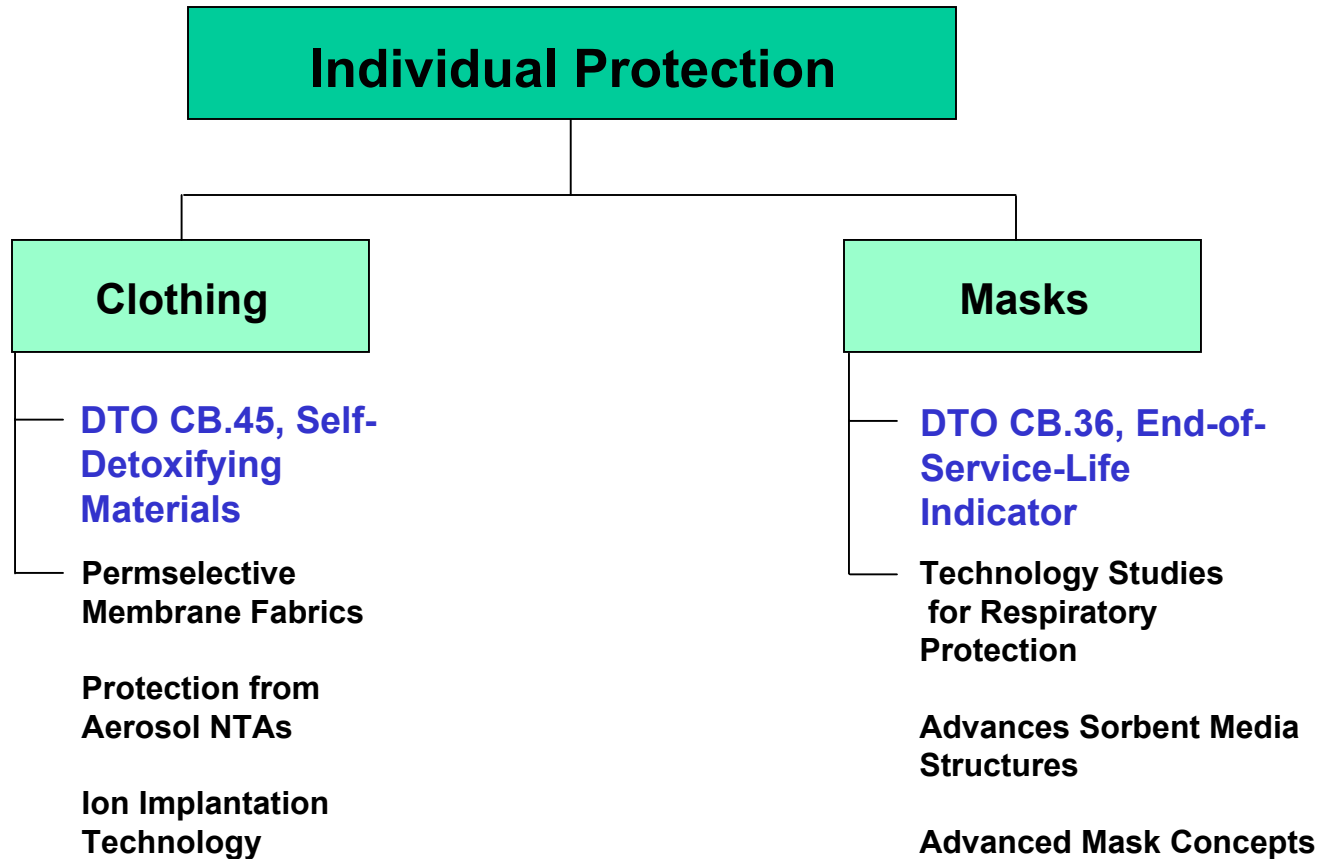 Individual Protection
Clothing
DTO CB.45, Self-
Detoxifying
Materials
Permselective
Membrane Fabrics
Protection from
Aerosol NTAs
Ion Implantation
Technology
Masks
DTO CB.36, End-of-
Service-Life
Indicator
Technology Studies
for Respiratory
Protection
Advances Sorbent Media
Structures
Advanced Mask Concepts